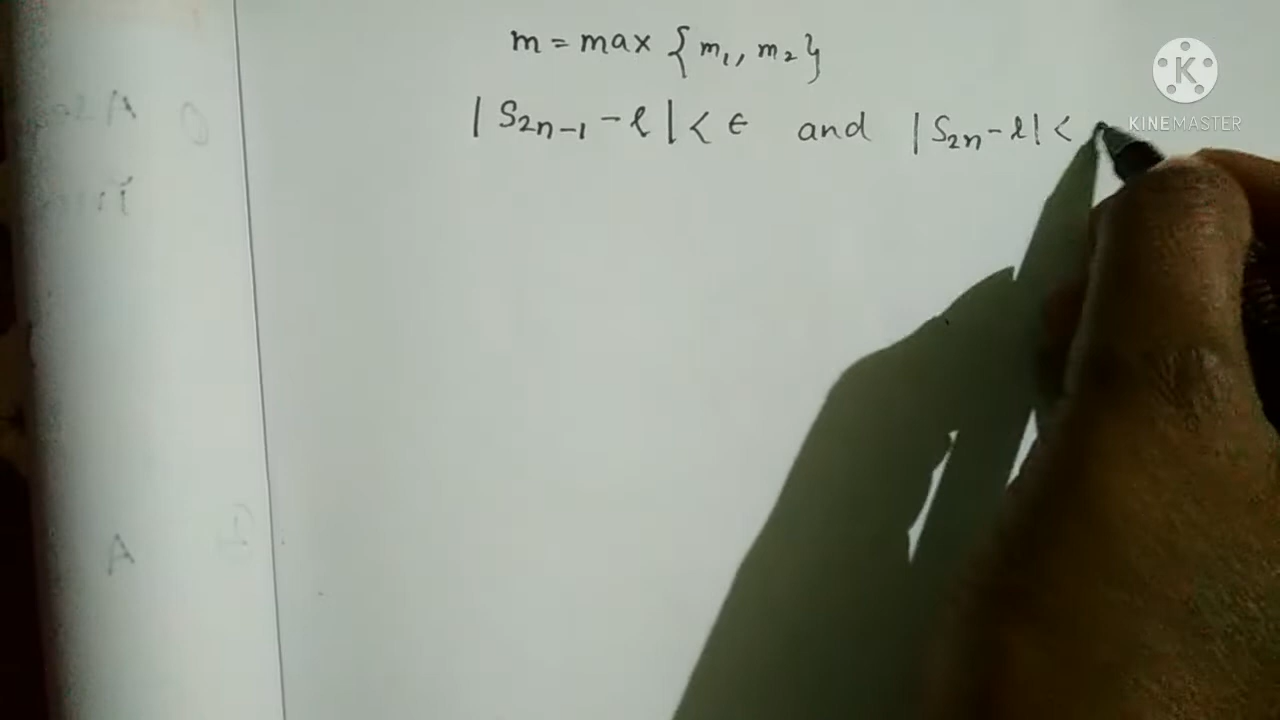 m = max {m₁, m₂}
|S₂ₙ₋₁ - l| < ϵ and |S₂ₙ - l| <
K
KINEMASTER
A